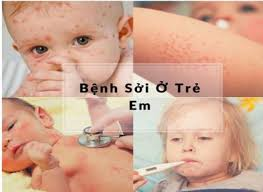 Bệnh Sởi Ở Trẻ
Em